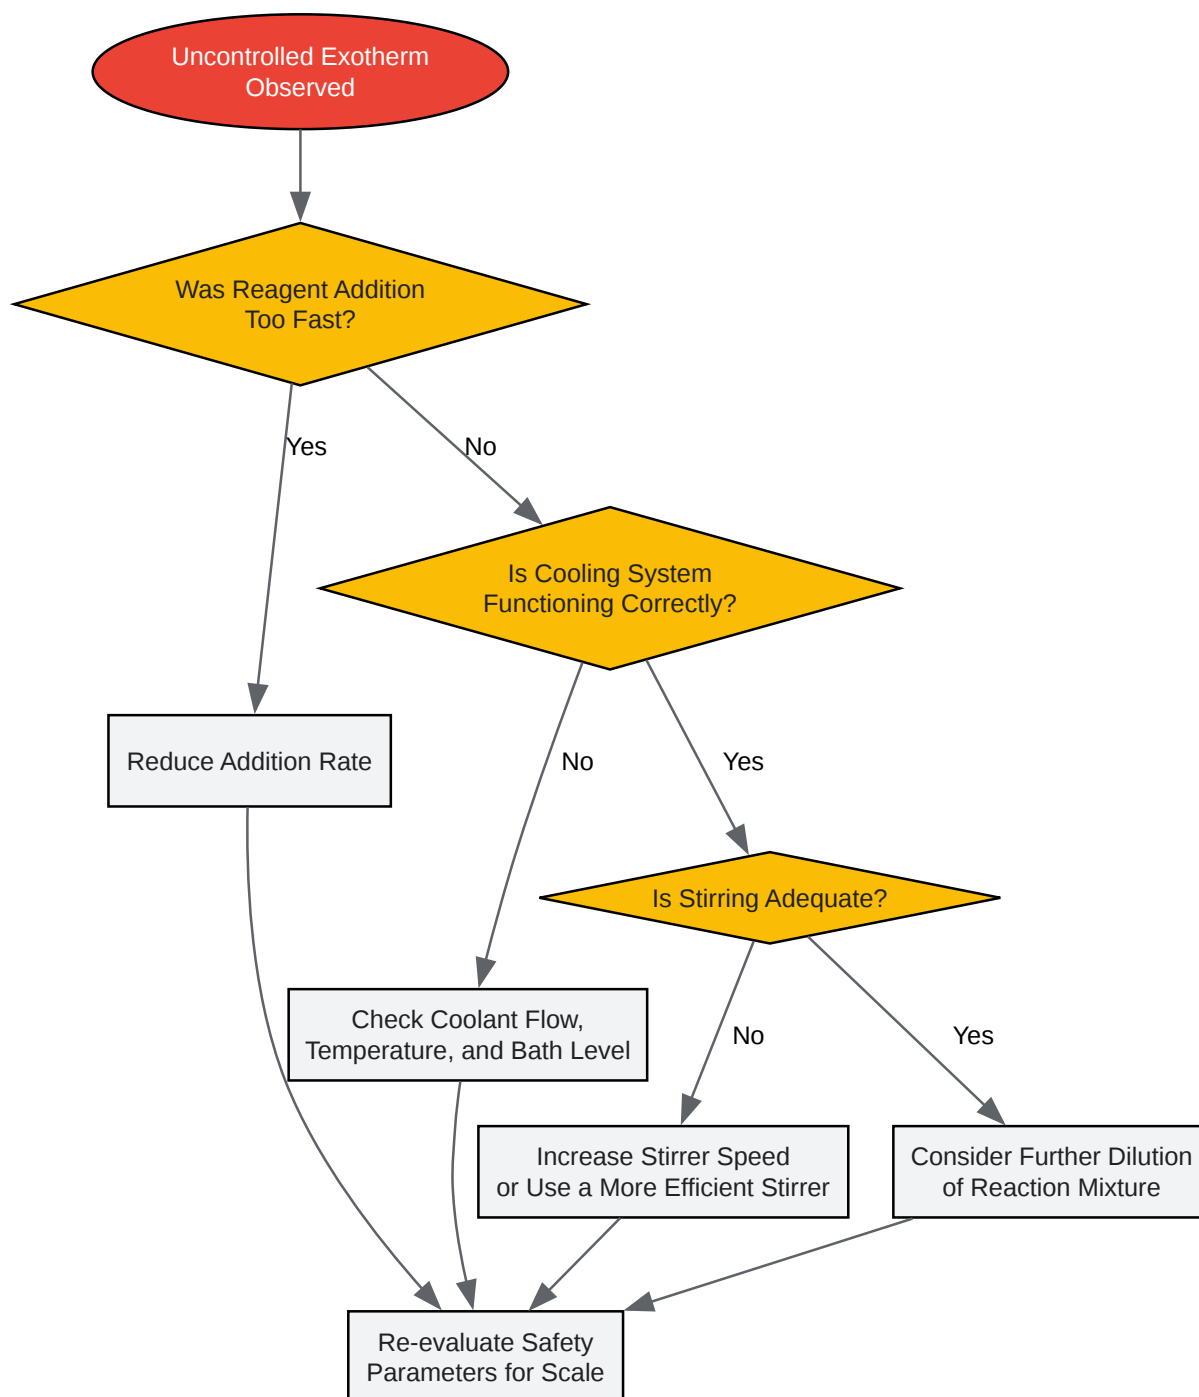 Uncontrolled Exotherm
Observed
Was Reagent Addition
Too Fast?
Yes
No
Is Cooling System
Functioning Correctly?
Reduce Addition Rate
No
Yes
Is Stirring Adequate?
Check Coolant Flow,
Temperature, and Bath Level
No
Yes
Increase Stirrer Speed
or Use a More Efficient Stirrer
Consider Further Dilution
of Reaction Mixture
Re-evaluate Safety
Parameters for Scale